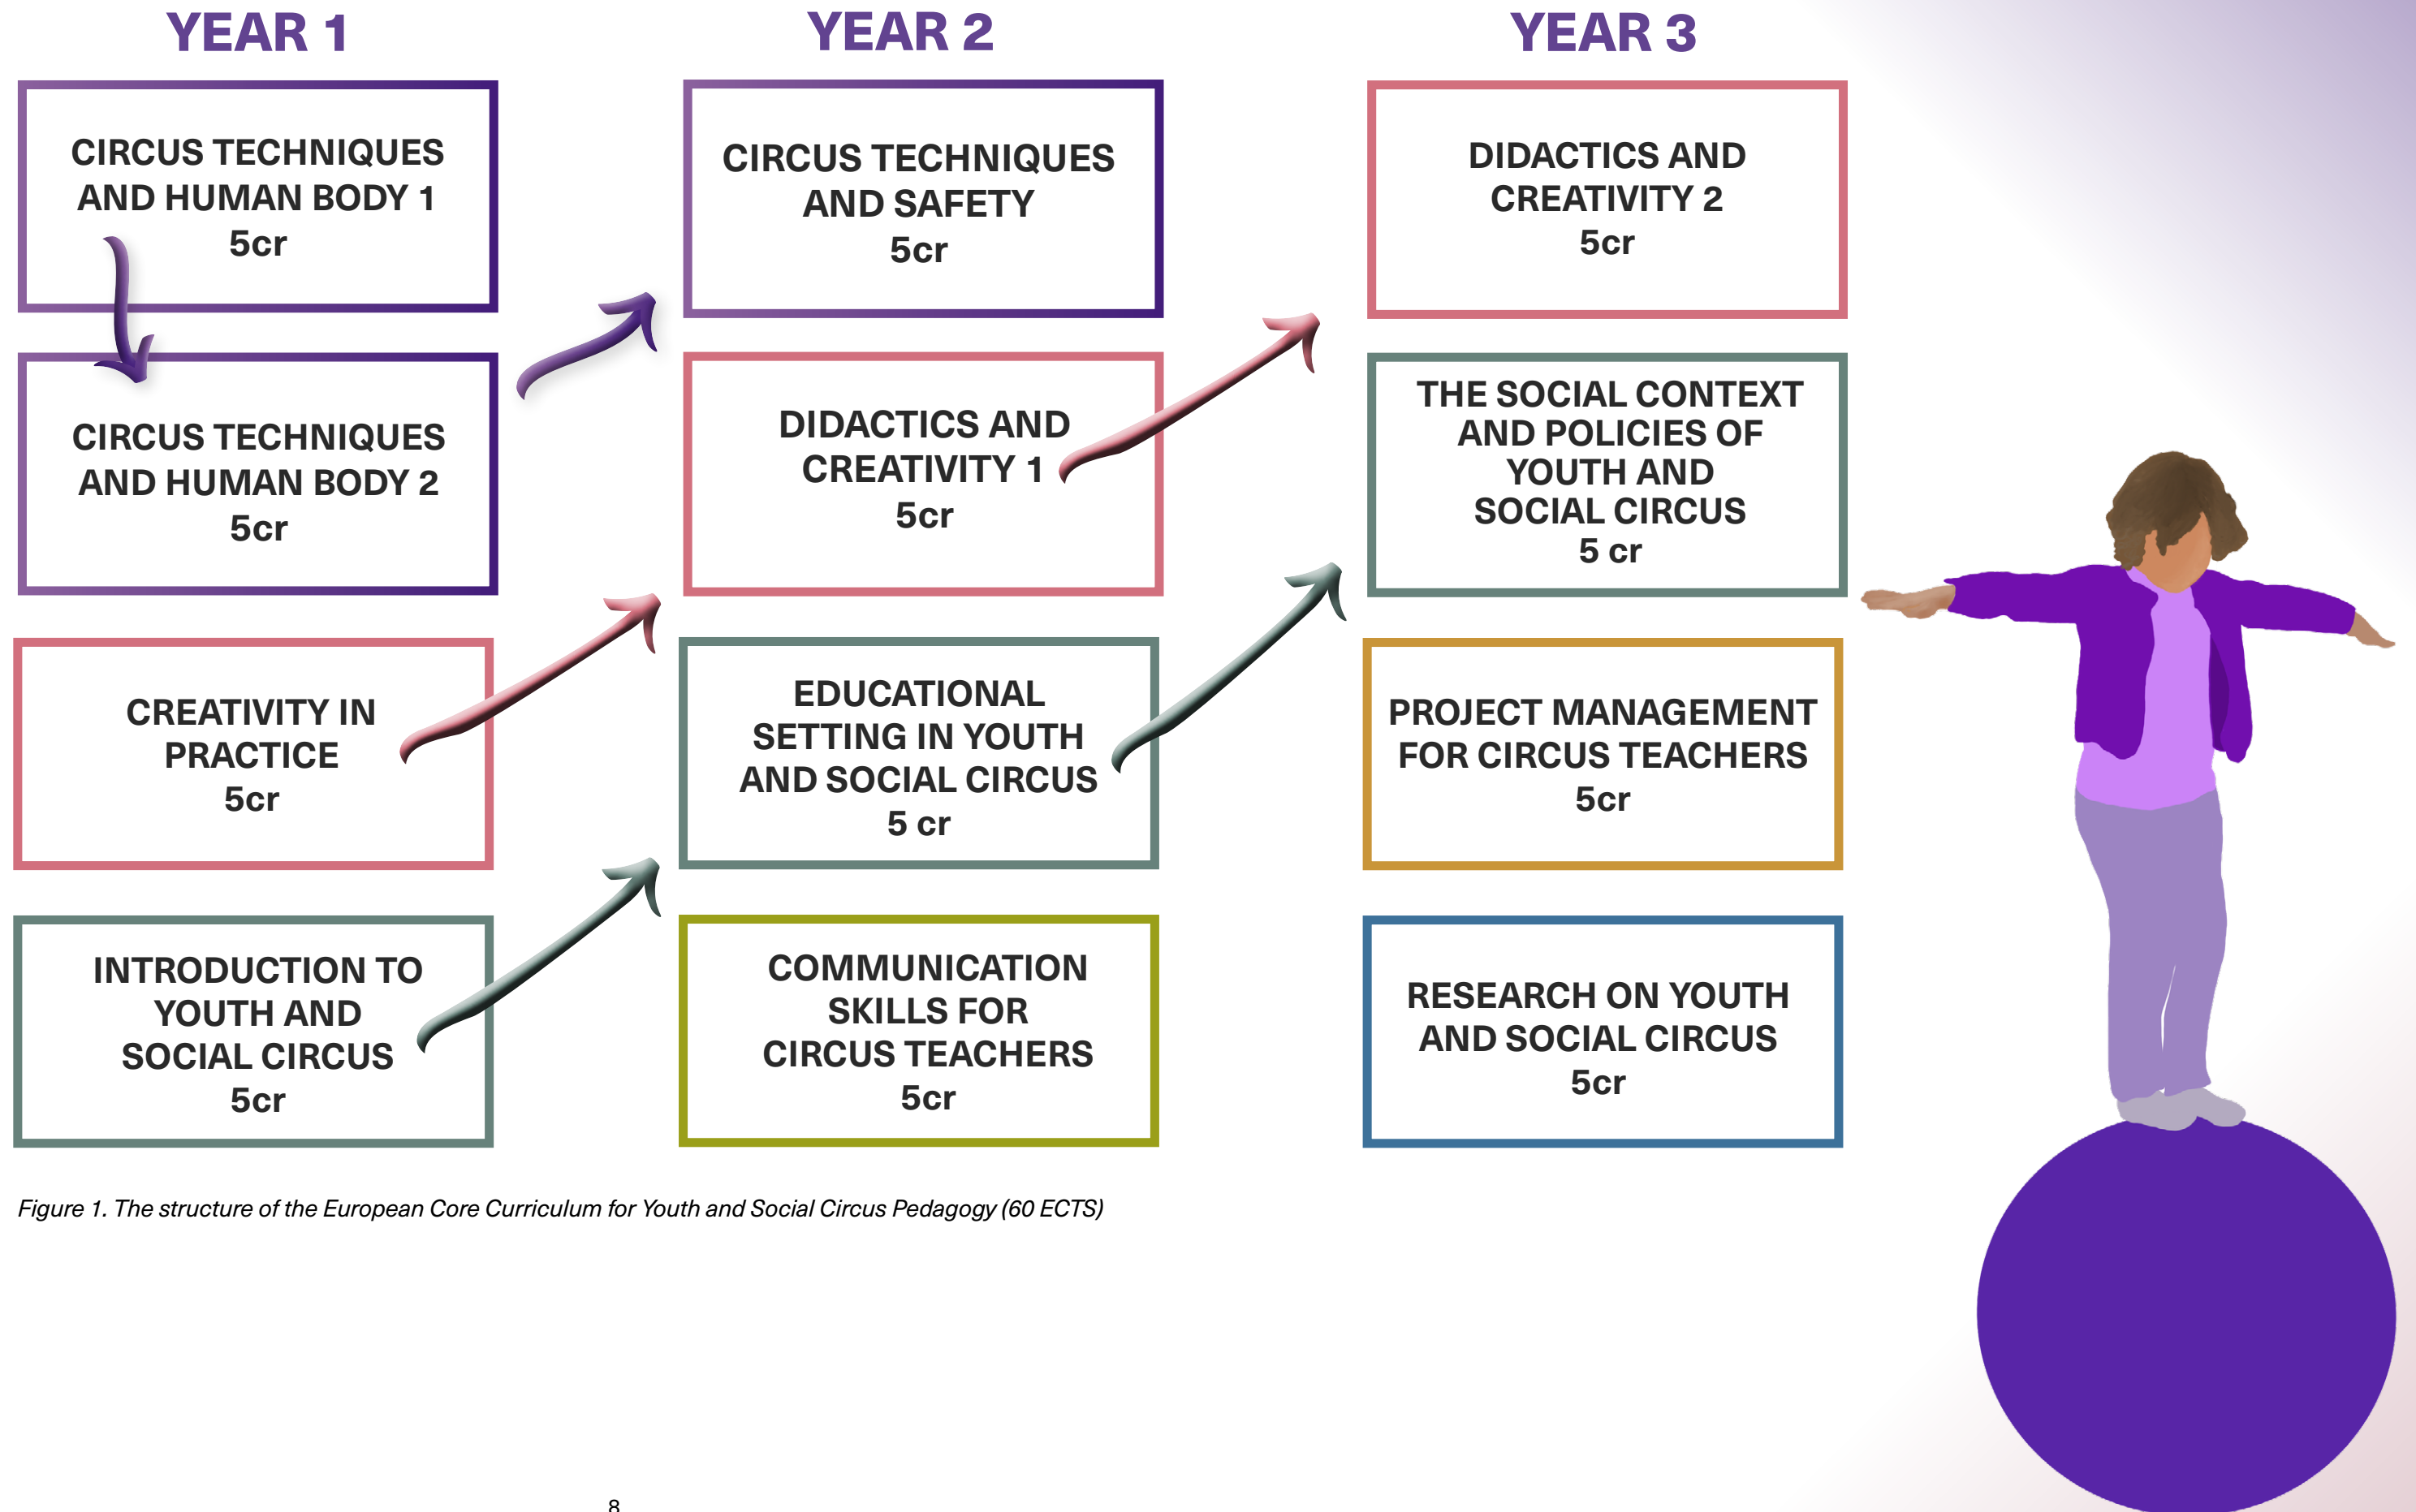 YEAR 1
CIRCUS TECHNIQUES
AND HUMAN BODY 1
5cr
CIRCUS TECHNIQUES
AND HUMAN BODY 2
5cr
CREATIVITY IN
PRACTICE
5cr
INTRODUCTION TO
YOUTH AND
SOCIAL CIRCUS
5cr
YEAR 2
CIRCUS TECHNIQUES
AND SAFETY
5cr
DIDACTICS AND
CREATIVITY 1
5cr
EDUCATIONAL
SETTING IN YOUTH
AND SOCIAL CIRCUS
5 cr
COMMUNICATION
SKILLS FOR
CIRCUS TEACHERS
5cr
YEAR 3
DIDACTICS AND
CREATIVITY 2
5cr
THE SOCIAL CONTEXT
AND POLICIES OF
YOUTH AND
SOCIAL CIRCUS
5 cr
PROJECT MANAGEMENT
FOR CIRCUS TEACHERS
5cr
RESEARCH ON YOUTH
AND SOCIAL CIRCUS
5cr
Figure 1. The structure of the European Core Curriculum for Youth and Social Circus Pedagogy (60 ECTS)
8